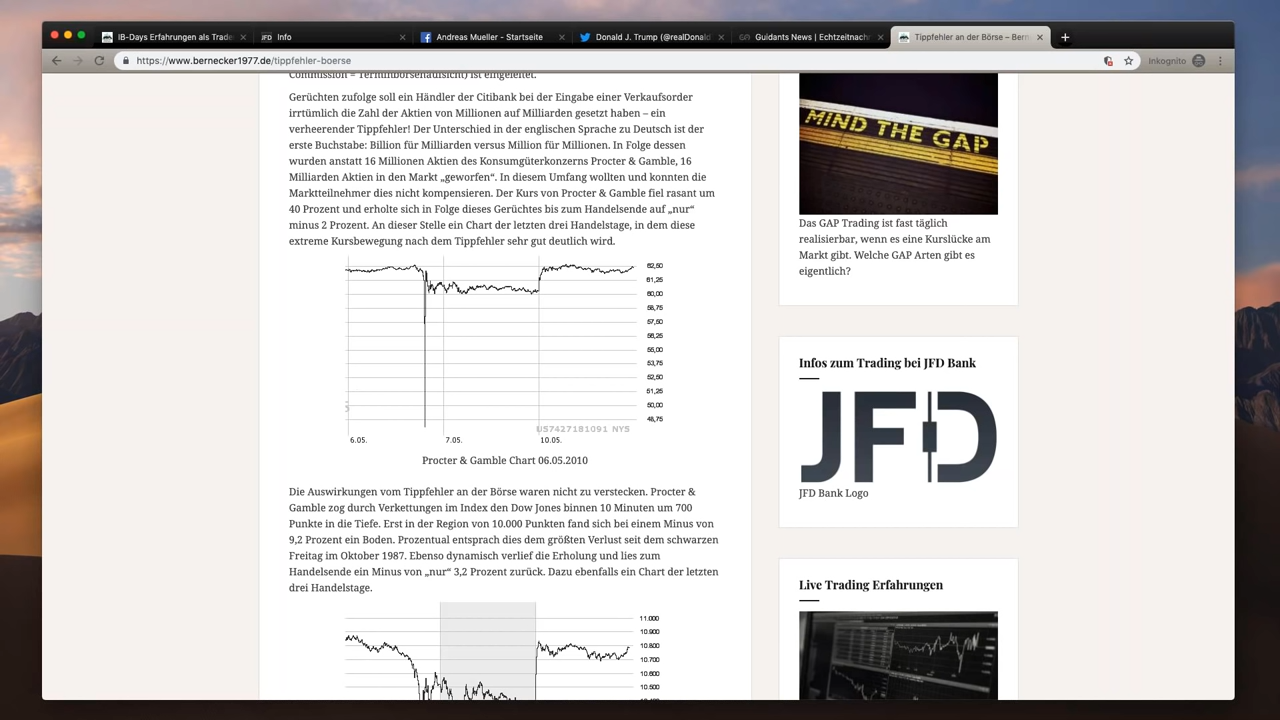 IB-Days Erfahrungen als Trade
JFD Info
Andreas Mueller - Startseite
Donald J. Trump (@realDonald
Guidants News | Echtzeitnachr
Tippfehler an der Börse – Bern
https://www.bernecker1977.de/tippfehler-boerse
Inkognito
Commission = Terminbörsenaufsicht) ist eingeleitet.
Gerüchten zufolge soll ein Händler der Citibank bei der Eingabe einer Verkaufsorder
irrtümlich die Zahl der Aktien von Millionen auf Milliarden gesetzt haben – ein
verheerender Tippfehler! Der Unterschied in der englischen Sprache zu Deutsch ist der
erste Buchstabe: Billion für Milliarden versus Million für Millionen. In Folge dessen
wurden anstatt 16 Millionen Aktien des Konsumgüterkonzerns Procter & Gamble, 16
Milliarden Aktien in den Markt „geworfen“. In diesem Umfang wollten und konnten die
Marktteilnehmer dies nicht kompensieren. Der Kurs von Procter & Gamble fiel rasant um
40 Prozent und erholte sich in Folge dieses Gerüchtes bis zum Handelsende auf „nur“
minus 2 Prozent. An dieser Stelle ein Chart der letzten drei Handelstage, in dem diese
extreme Kursbewegung nach dem Tippfehler sehr gut deutlich wird.
62,50
61,25
60,00
58,75
57,50
56,25
55,00
53,75
52,50
51,25
50,00
48,75
US7427181091 NYS
6.05.
7.05.
10.05.
Procter & Gamble Chart 06.05.2010
Die Auswirkungen vom Tippfehler an der Börse waren nicht zu verstecken. Procter &
Gamble zog durch Verkettungen im Index den Dow Jones binnen 10 Minuten um 700
Punkte in die Tiefe. Erst in der Region von 10.000 Punkten fand sich bei einem Minus von
9,2 Prozent ein Boden. Prozentual entsprach dies dem größten Verlust seit dem schwarzen
Freitag im Oktober 1987. Ebenso dynamisch verlief die Erholung und lies zum
Handelsende ein Minus von „nur“ 3,2 Prozent zurück. Dazu ebenfalls ein Chart der letzten
drei Handelstage.
11.000
10.900
10.800
10.700
10.600
10.500
MIND THE GAP
Das GAP Trading ist fast täglich
realisierbar, wenn es eine Kurslücke am
Markt gibt. Welche GAP Arten gibt es
eigentlich?
Infos zum Trading bei JFD Bank
JFD
JFD Bank Logo
Live Trading Erfahrungen